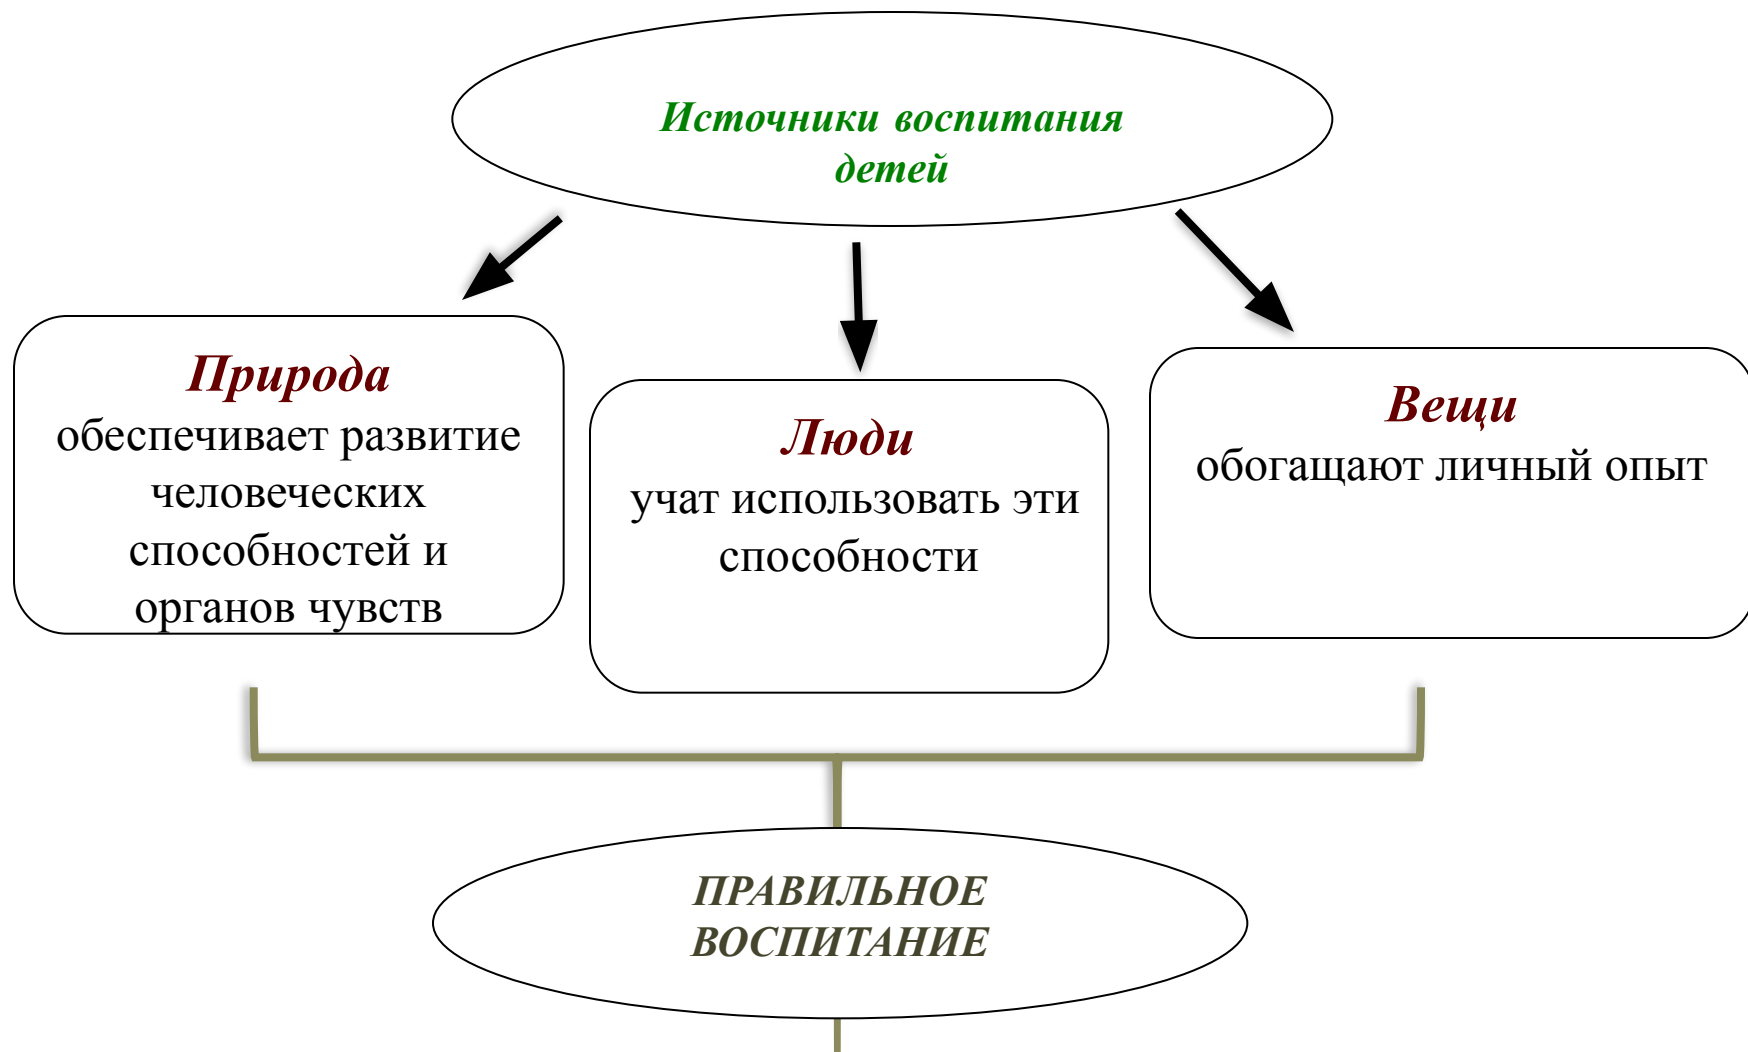 Источники воспитания
детей
Природа
обеспечивает развитие
человеческих
способностей и
органов чувств
Люди
учат использовать эти
способности
Вещи
обогащают личный опыт
ПРАВИЛЬНОЕ
ВОСПИТАНИЕ